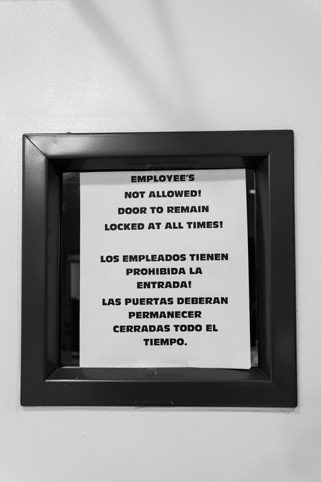 EMPLOYEE'S
NOT ALLOWED!
DOOR TO REMAIN
LOCKED AT ALL TIMES!
LOS EMPLEADOS TIENEN
PROHIBIDA LA
ENTRADA!
LAS PUERTAS DEBERAN
PERMANECER
CERRADAS TODO EL
TIEMPO.